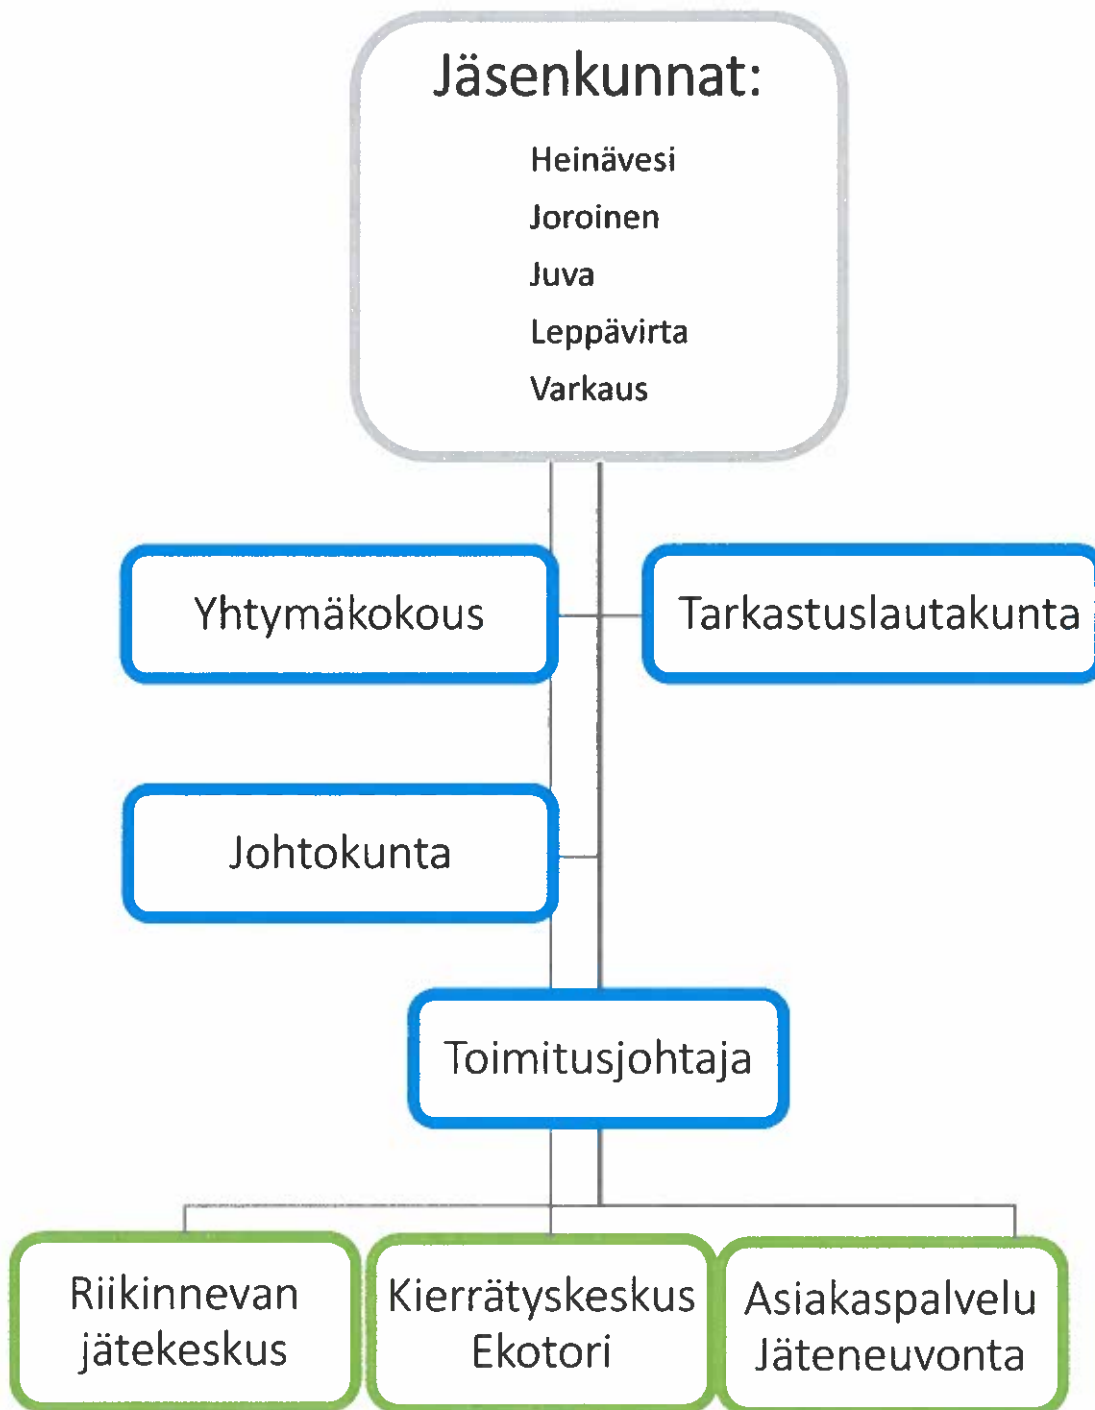 Jäsenkunnat:
Heinävesi
Joroinen
Juva
Leppävirta
Varkaus
Yhtymäkokous
Tarkastuslautakunta
Johtokunta
Toimitusjohtaja
Riikinnevan
jätekeskus
Kierrätyskeskus
Ekotori
Asiakaspalvelu
Jäteneuvonta